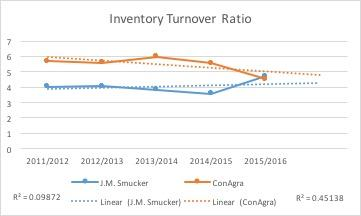 Inventory Turnover Ratio
7
6
5
4
3
2
1
0
2011/2012 2012/2013 2013/2014 2014/2015 2015/2016
J.M. Smucker ConAgra
Linear (J.M. Smucker) Linear (ConAgra)
R² = 0.09872 R² = 0.45138